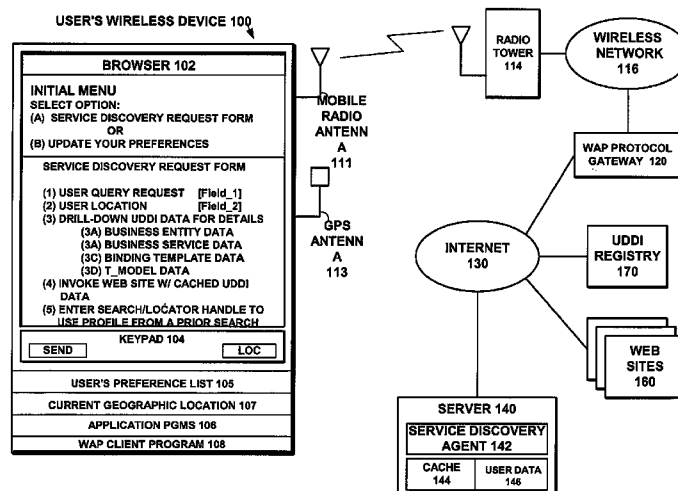 USER'S WIRELESS DEVICE 100
BROWSER 102
INITIAL MENU
SELECT OPTION:
(A) SERVICE DISCOVERY REQUEST FORM
OR
(B) UPDATE YOUR PREFERENCES
SERVICE DISCOVERY REQUEST FORM
(1) USER QUERY REQUEST [Field_1]
(2) USER LOCATION [Field_2]
(3) DRILL-DOWN UDDI DATA FOR DETAILS
(3A) BUSINESS ENTITY DATA
(3A) BUSINESS SERVICE DATA
(3C) BINDING TEMPLATE DATA
(3D) T_MODEL DATA
(4) INVOKE WEB SITE W/ CACHED UDDI
DATA
(5) ENTER SEARCH/LOCATOR HANDLE TO
USE PROFILE FROM A PRIOR SEARCH
KEYPAD 104
SEND
LOC
USER'S PREFERENCE LIST 105
CURRENT GEOGRAPHIC LOCATION 107
APPLICATION PGMS 106
WAP CLIENT PROGRAM 108
MOBILE
RADIO
ANTENN
A
111
GPS
ANTENN
A
113
RADIO
TOWER
114
WIRELESS
NETWORK
116
WAP PROTOCOL
GATEWAY 120
INTERNET
130
UDDI
REGISTRY
170
WEB
SITES
160
SERVER 140
SERVICE DISCOVERY
AGENT 142
CACHE
144
USER DATA
146